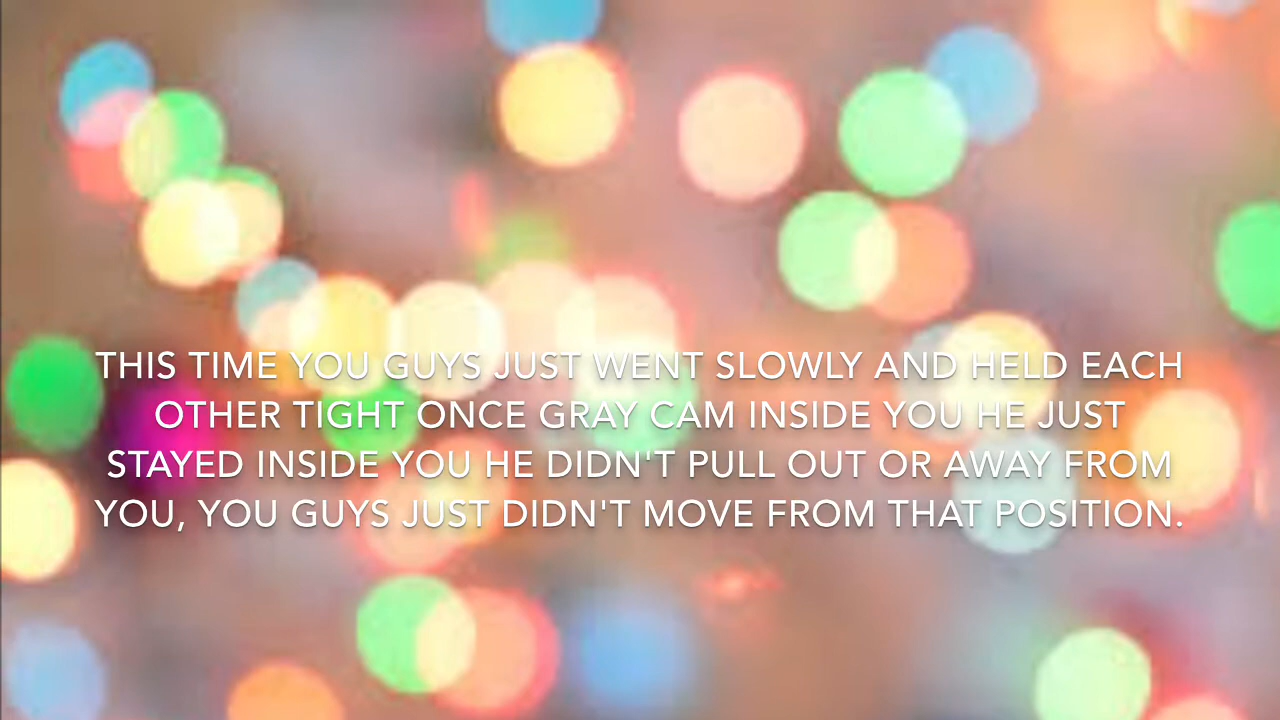 THIS TIME YOU GUYS JUST WENT SLOWLY AND HELD EACH
OTHER TIGHT ONCE GRAY CAM INSIDE YOU HE JUST
STAYED INSIDE YOU HE DIDN'T PULL OUT OR AWAY FROM
YOU, YOU GUYS JUST DIDN'T MOVE FROM THAT POSITION.